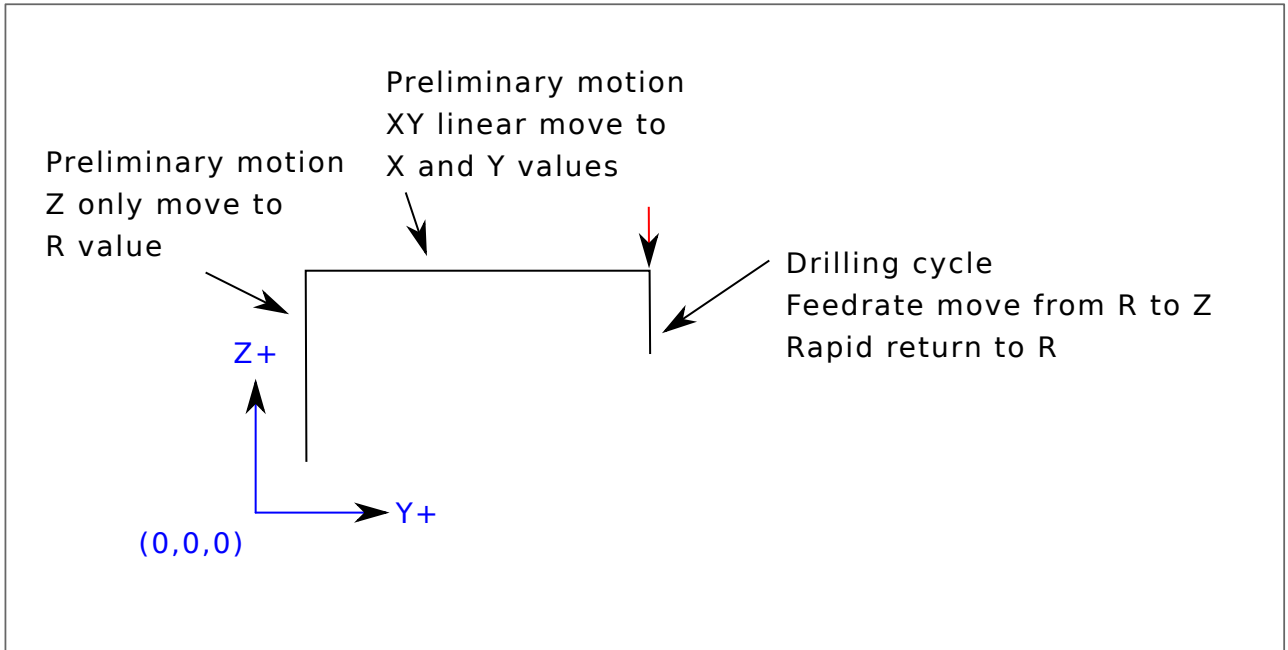 Preliminary motion
XY linear move to
X and Y values
Preliminary motion
Z only move to
R value
Drilling cycle
Feedrate move from R to Z
Rapid return to R
Z+
Y+
(0,0,0)